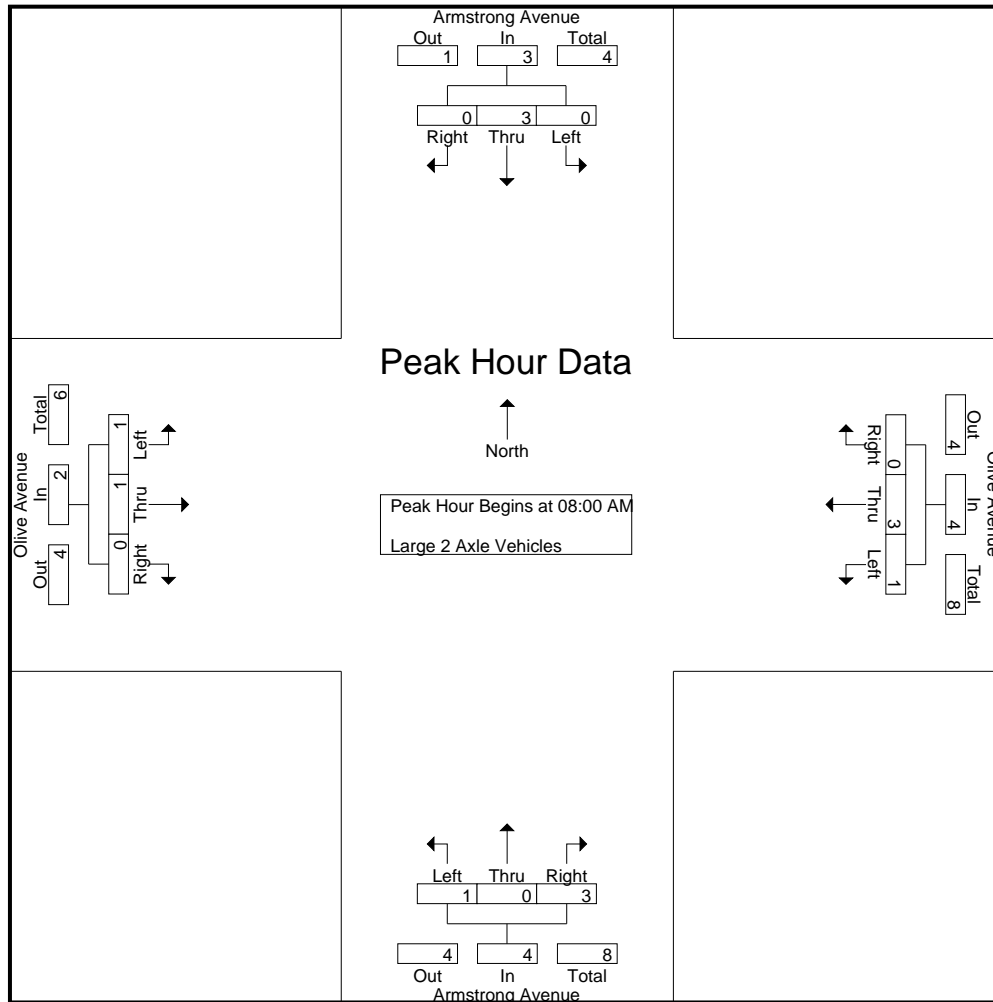 Armstrong Avenue
Out In Total
1 3 4
0 3 0
Right Thru Left
Peak Hour Data
North
Peak Hour Begins at 08:00 AM
Large 2 Axle Vehicles
Olive Avenue
Out In Total
4 2 6
Right Thru Left
0 1 1
Olive Avenue
Out In Total
4 4 8
Right Thru Left
0 3 1
Left Thru Right
1 0 3
4 4 8
Out In Total
Armstrong Avenue